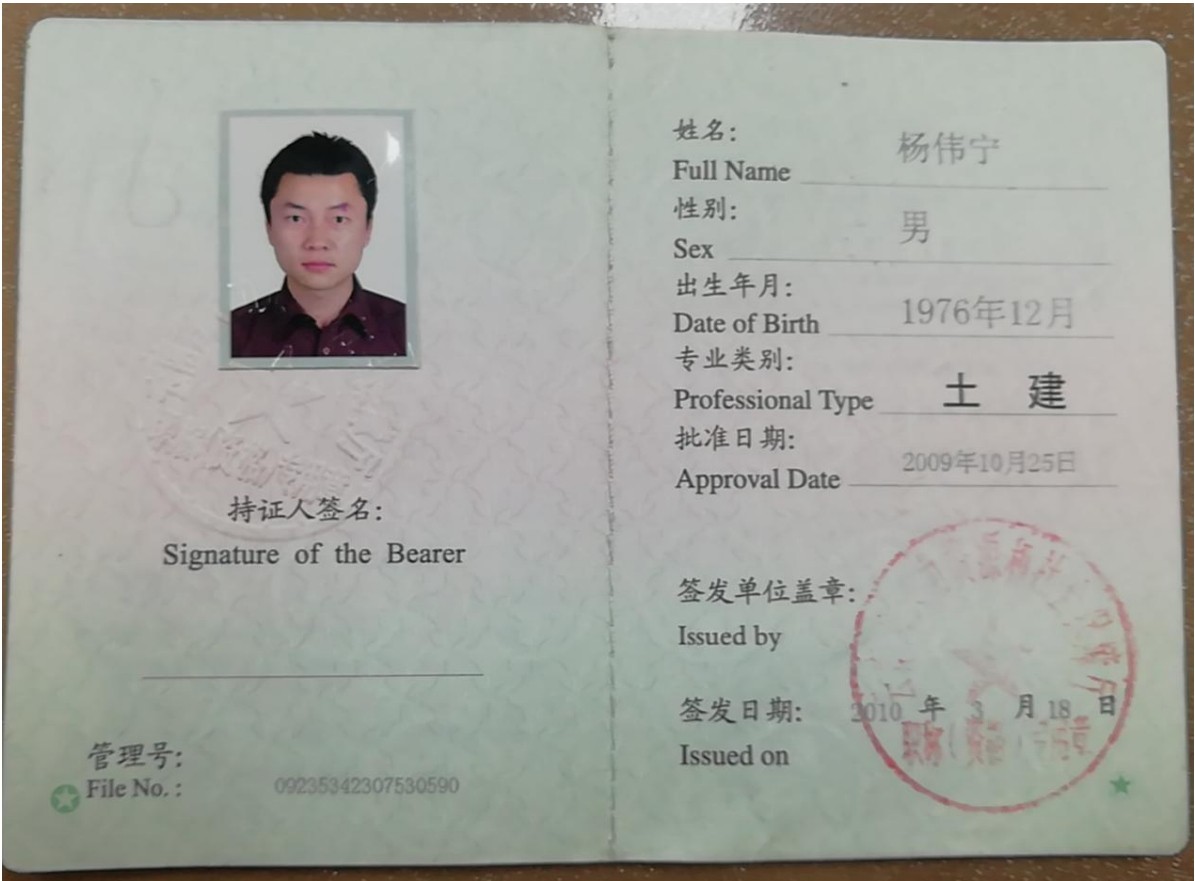 持证人签名:
Signature of the Bearer
管理号:
File No. :
09235342307530590
姓名:
杨伟宁
Full Name
性别:
男
Sex
出生年月:
1976年12月
Date of Birth
专业类别:
土 建
Professional Type
批准日期:
2009年10月25日
Approval Date
签发单位盖章:
Issued by
签发日期: 2010 年 3 月 18 日
Issued on